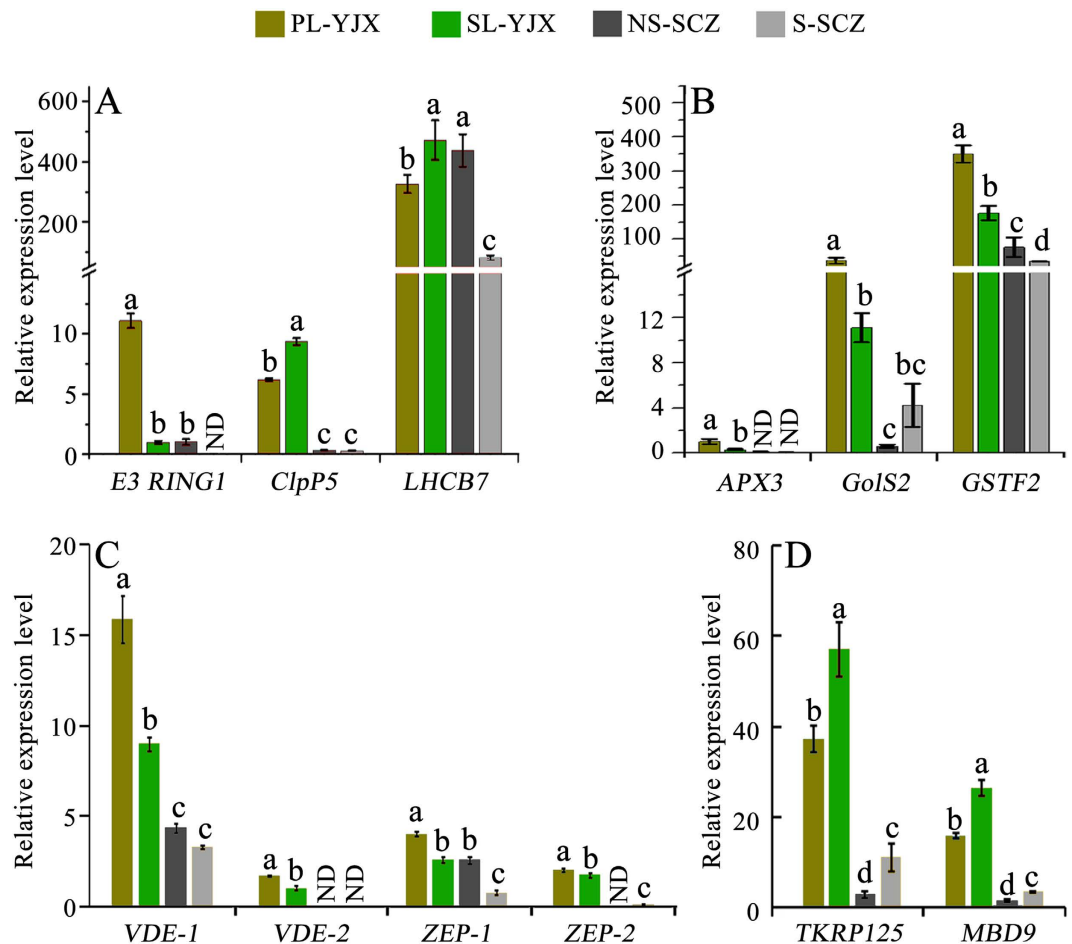 PL-YJX SL-YJX NS-SCZ S-SCZ
A
Relative expression level
600
400
200
10
5
0
a b b ND
b a c c
b a a c
E3 RING1 ClpP5 LHCB7
B
Relative expression level
500
400
300
200
100
12
8
4
0
a b ND ND
a b c bc
a b c d
APX3 GolS2 GSTF2
C
Relative expression level
20
15
10
5
0
a b c c
a b ND ND
a b b c
a b ND c
VDE-1 VDE-2 ZEP-1 ZEP-2
D
Relative expression level
80
60
40
20
0
b a d c
b a d c
TKRP125 MBD9